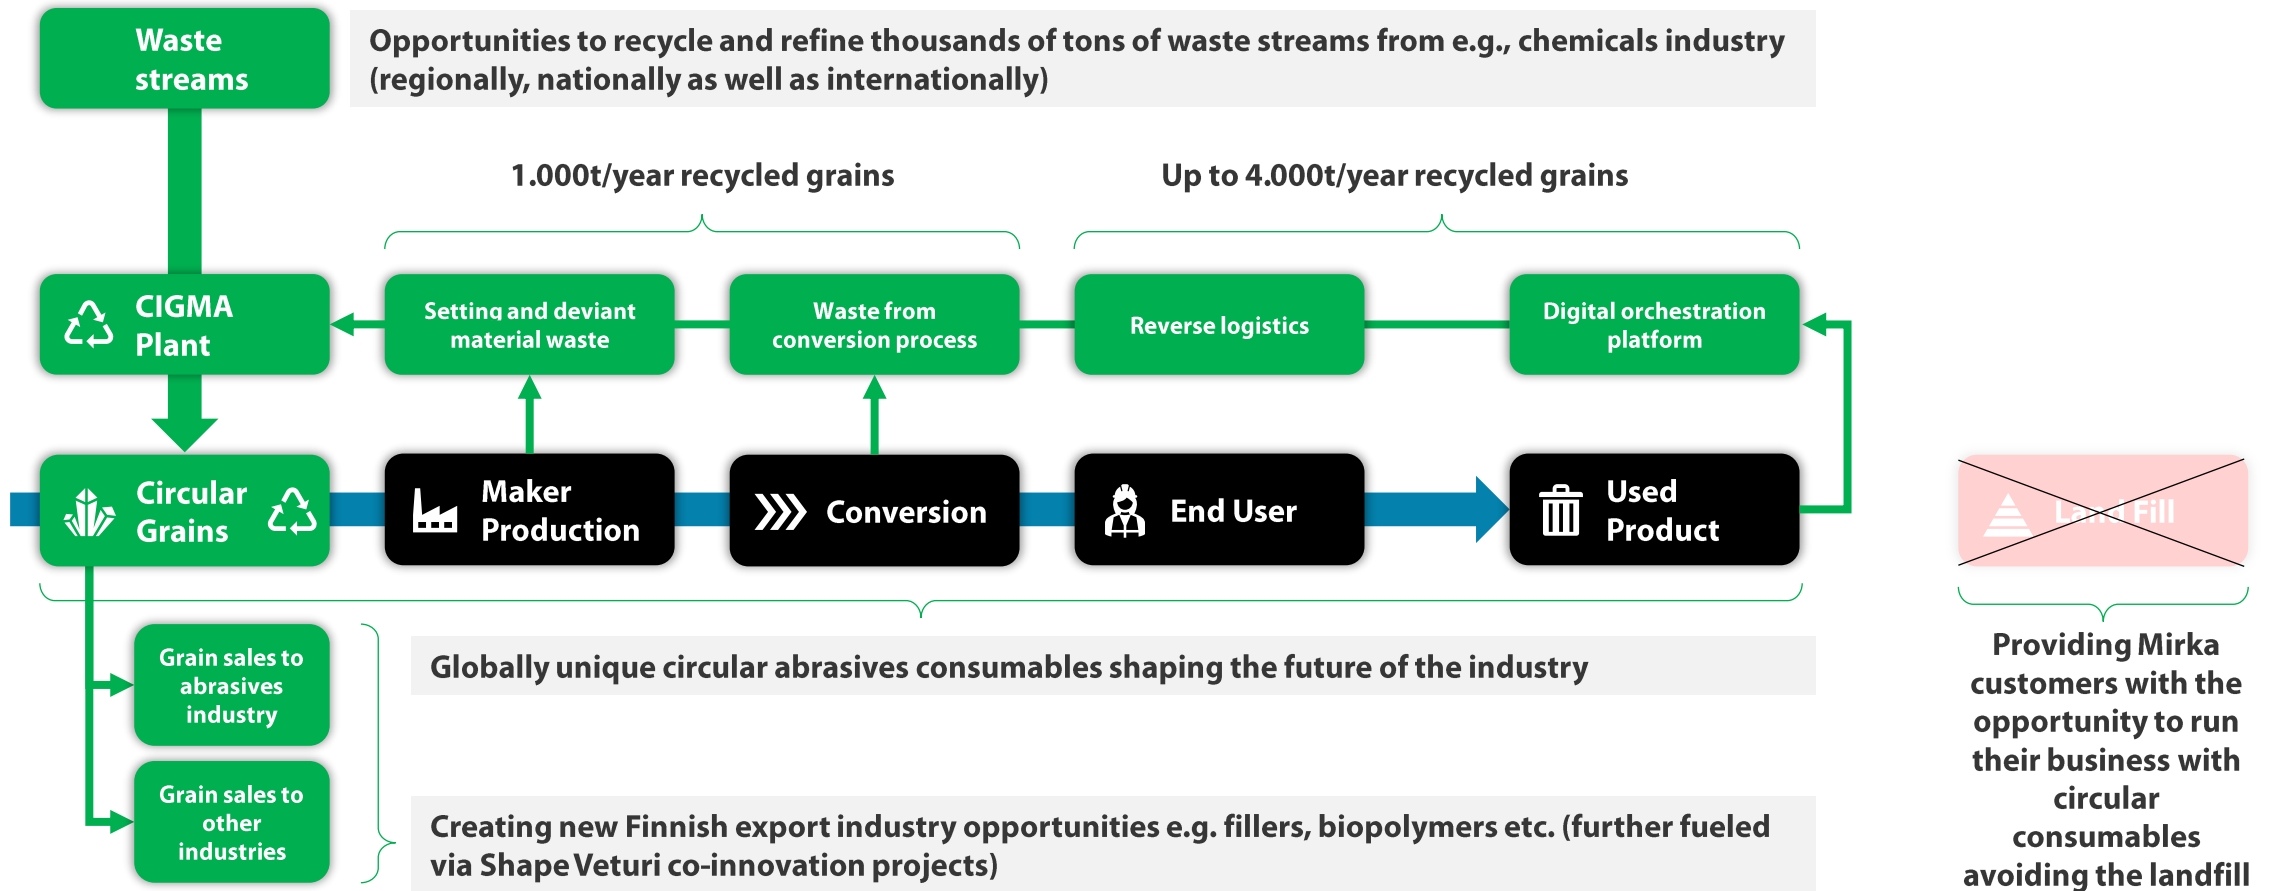 Waste
streams
Opportunities to recycle and refine thousands of tons of waste streams from e.g., chemicals industry
(regionally, nationally as well as internationally)
1.000t/year recycled grains
Up to 4.000t/year recycled grains
CIGMA
Plant
Setting and deviant
material waste
Waste from
conversion process
Reverse logistics
Digital orchestration
platform
Circular
Grains
Maker
Production
Conversion
End User
Used
Product
Land Fill
Grain sales to
abrasives
industry
Globally unique circular abrasives consumables shaping the future of the industry
Grain sales to
other
industries
Creating new Finnish export industry opportunities e.g. fillers, biopolymers etc. (further fueled
via Shape Veturi co-innovation projects)
Providing Mirka
customers with the
opportunity to run
their business with
circular
consumables
avoiding the landfill